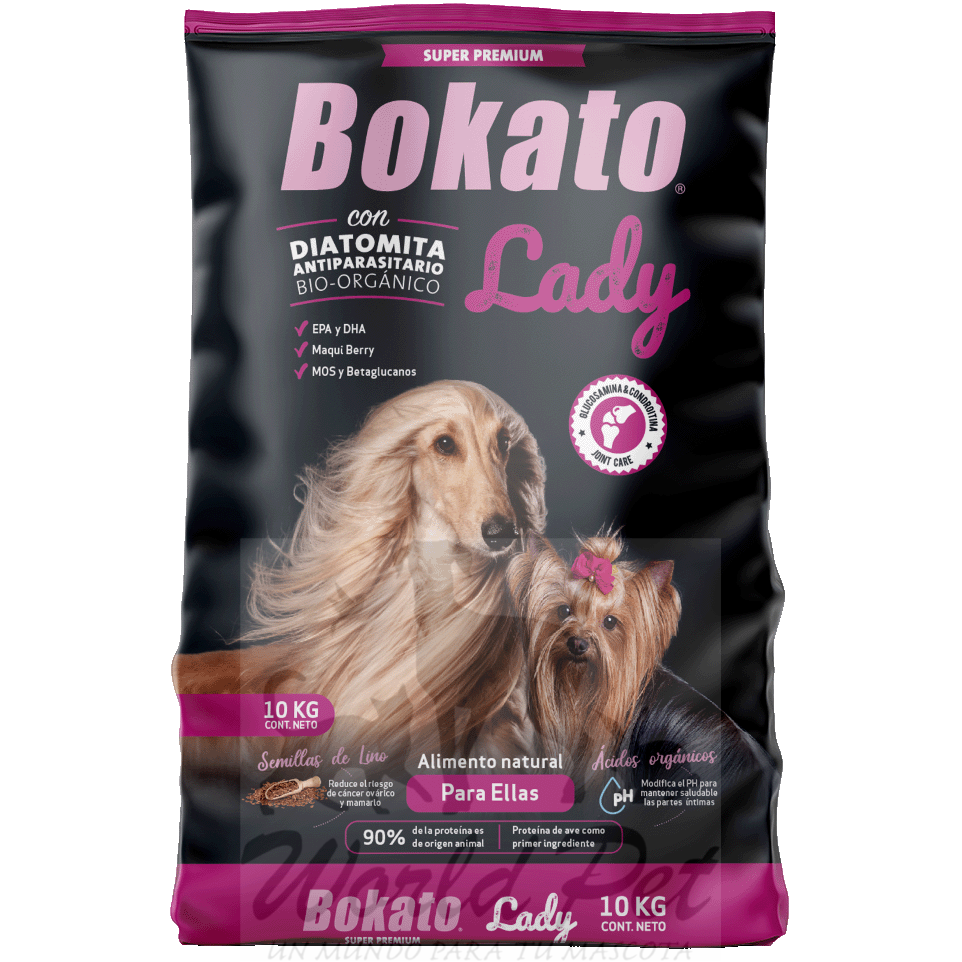 SUPER PREMIUM
Bokato®
Lady
con
DIATOMITA
ANTIPARASITARIO
BIO-ORGÁNICO
EPA y DHA
Maqui Berry
MOS y Betaglucanos
GLUCOSAMINA & CONDROITINA
JOINT CARE
10 KG
CONT. NETO
Semillas de Lino
Reduce el riesgo
de cáncer ovárico
y mamario
Alimento natural
Para Ellas
Ácidos orgánicos
pH
Modifica el PH para
mantener saludable
las partes íntimas
90%
de la proteína es
de origen animal
Proteína de ave como
primer ingrediente
World Pet
Bokato Lady
SUPER PREMIUM
10 KG
CONT. NETO
UN MUNDO PARA TU MASCOTA